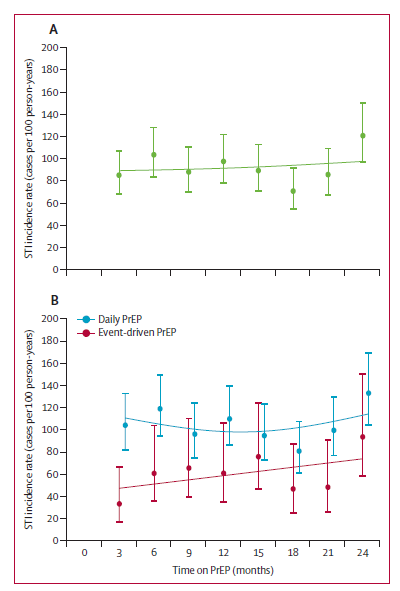 A
STI incidence rate (cases per 100 person-years)
200
180
160
140
120
100
80
60
40
20
0
B
STI incidence rate (cases per 100 person-years)
200
180
160
140
120
100
80
60
40
20
0
Daily PrEP
Event-driven PrEP
0 3 6 9 12 15 18 21 24
Time on PrEP (months)